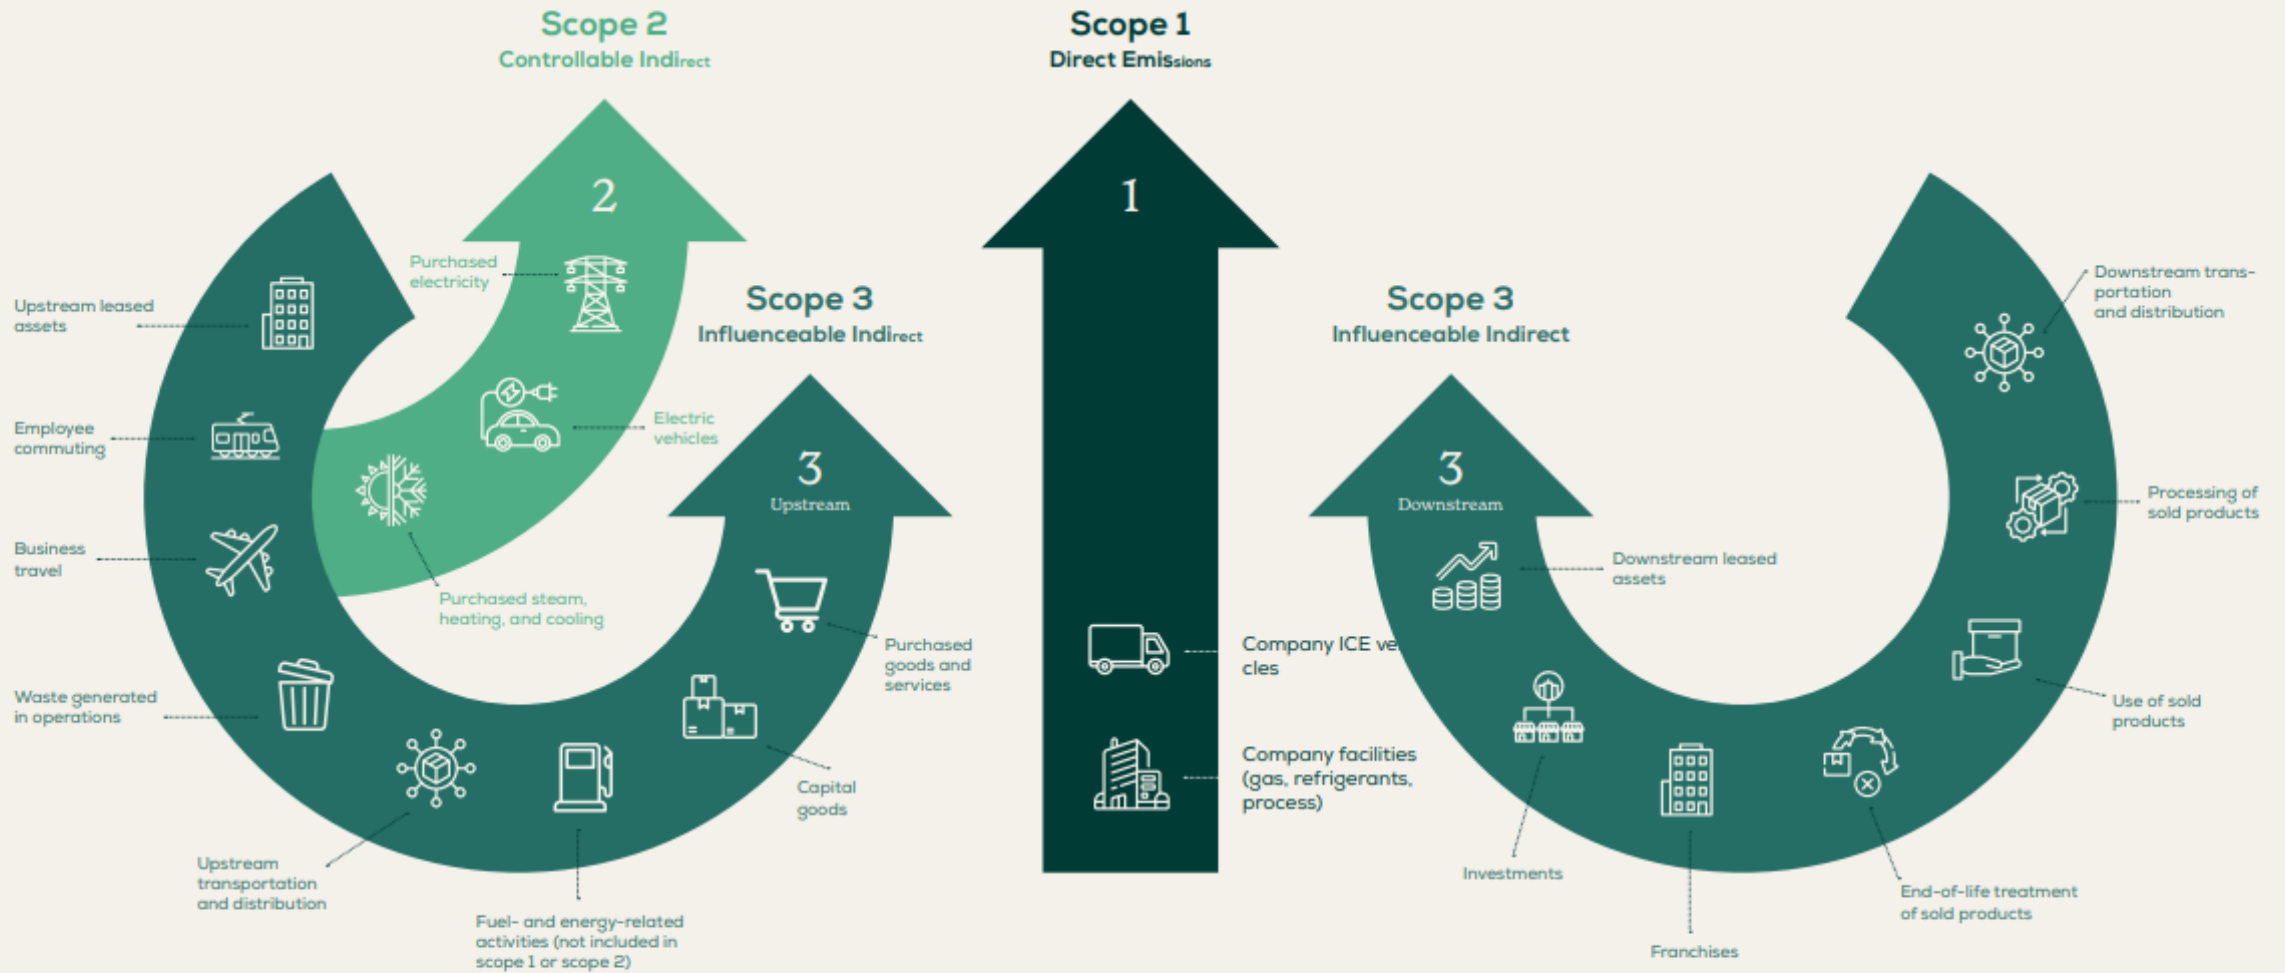 Scope 2
Controllable Indirect
Scope 1
Direct Emissions
2
1
Purchased
electricity
Electric
vehicles
Purchased steam,
heating, and cooling
Scope 3
Influenceable Indirect
3
Upstream
Upstream leased
assets
Employee
commuting
Business
travel
Waste generated
in operations
Upstream
transportation
and distribution
Fuel- and energy-related
activities (not included in
scope 1 or scope 2)
Capital
goods
Purchased
goods and
services
Company ICE ve
cles
Company facilities
(gas, refrigerants,
process)
Scope 3
Influenceable Indirect
3
Downstream
Downstream leased
assets
Investments
Franchises
End-of-life treatment
of sold products
Use of sold
products
Processing of
sold products
Downstream trans-
portation
and distribution